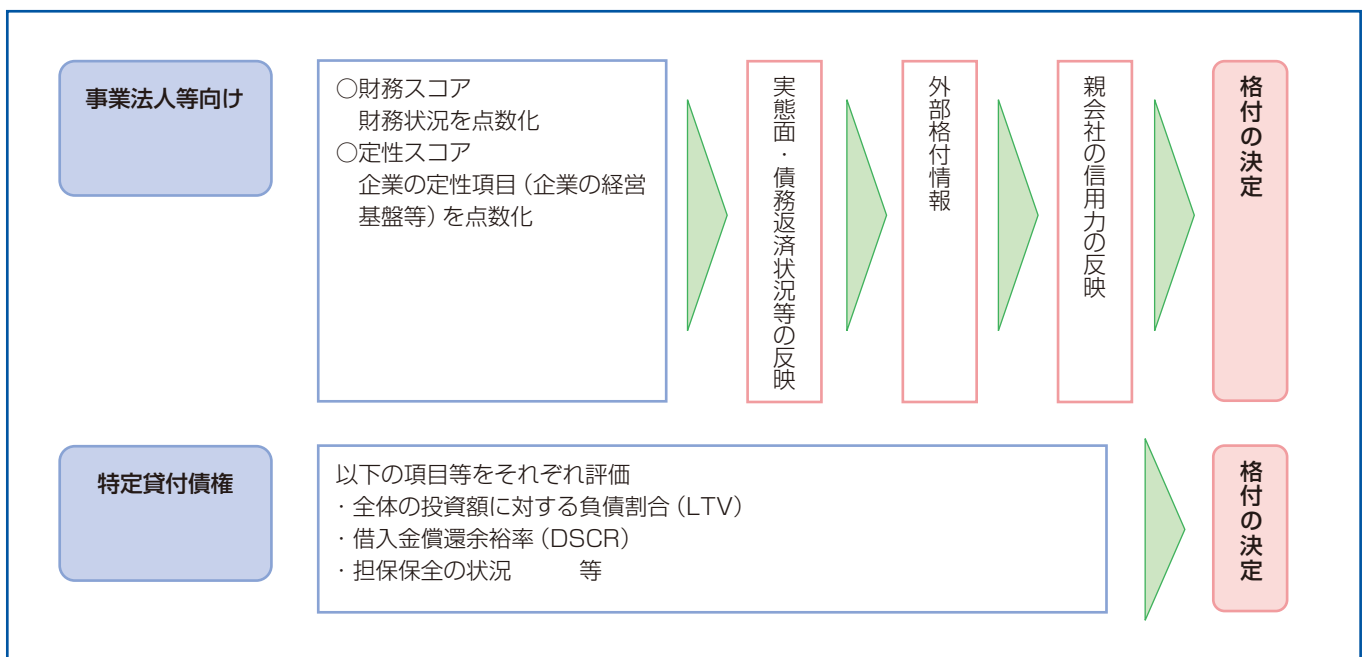 事業法人等向け
○財務スコア
財務状況を点数化
○定性スコア
企業の定性項目（企業の経営
基盤等）を点数化
実態面・債務返済状況等の反映
外部格付情報
親会社の信用力の反映
格付の決定
特定貸付債権
以下の項目等をそれぞれ評価
・全体の投資額に対する負債割合（LTV）
・借入金償還余裕率（DSCR）
・担保保全の状況　　　等
格付の決定